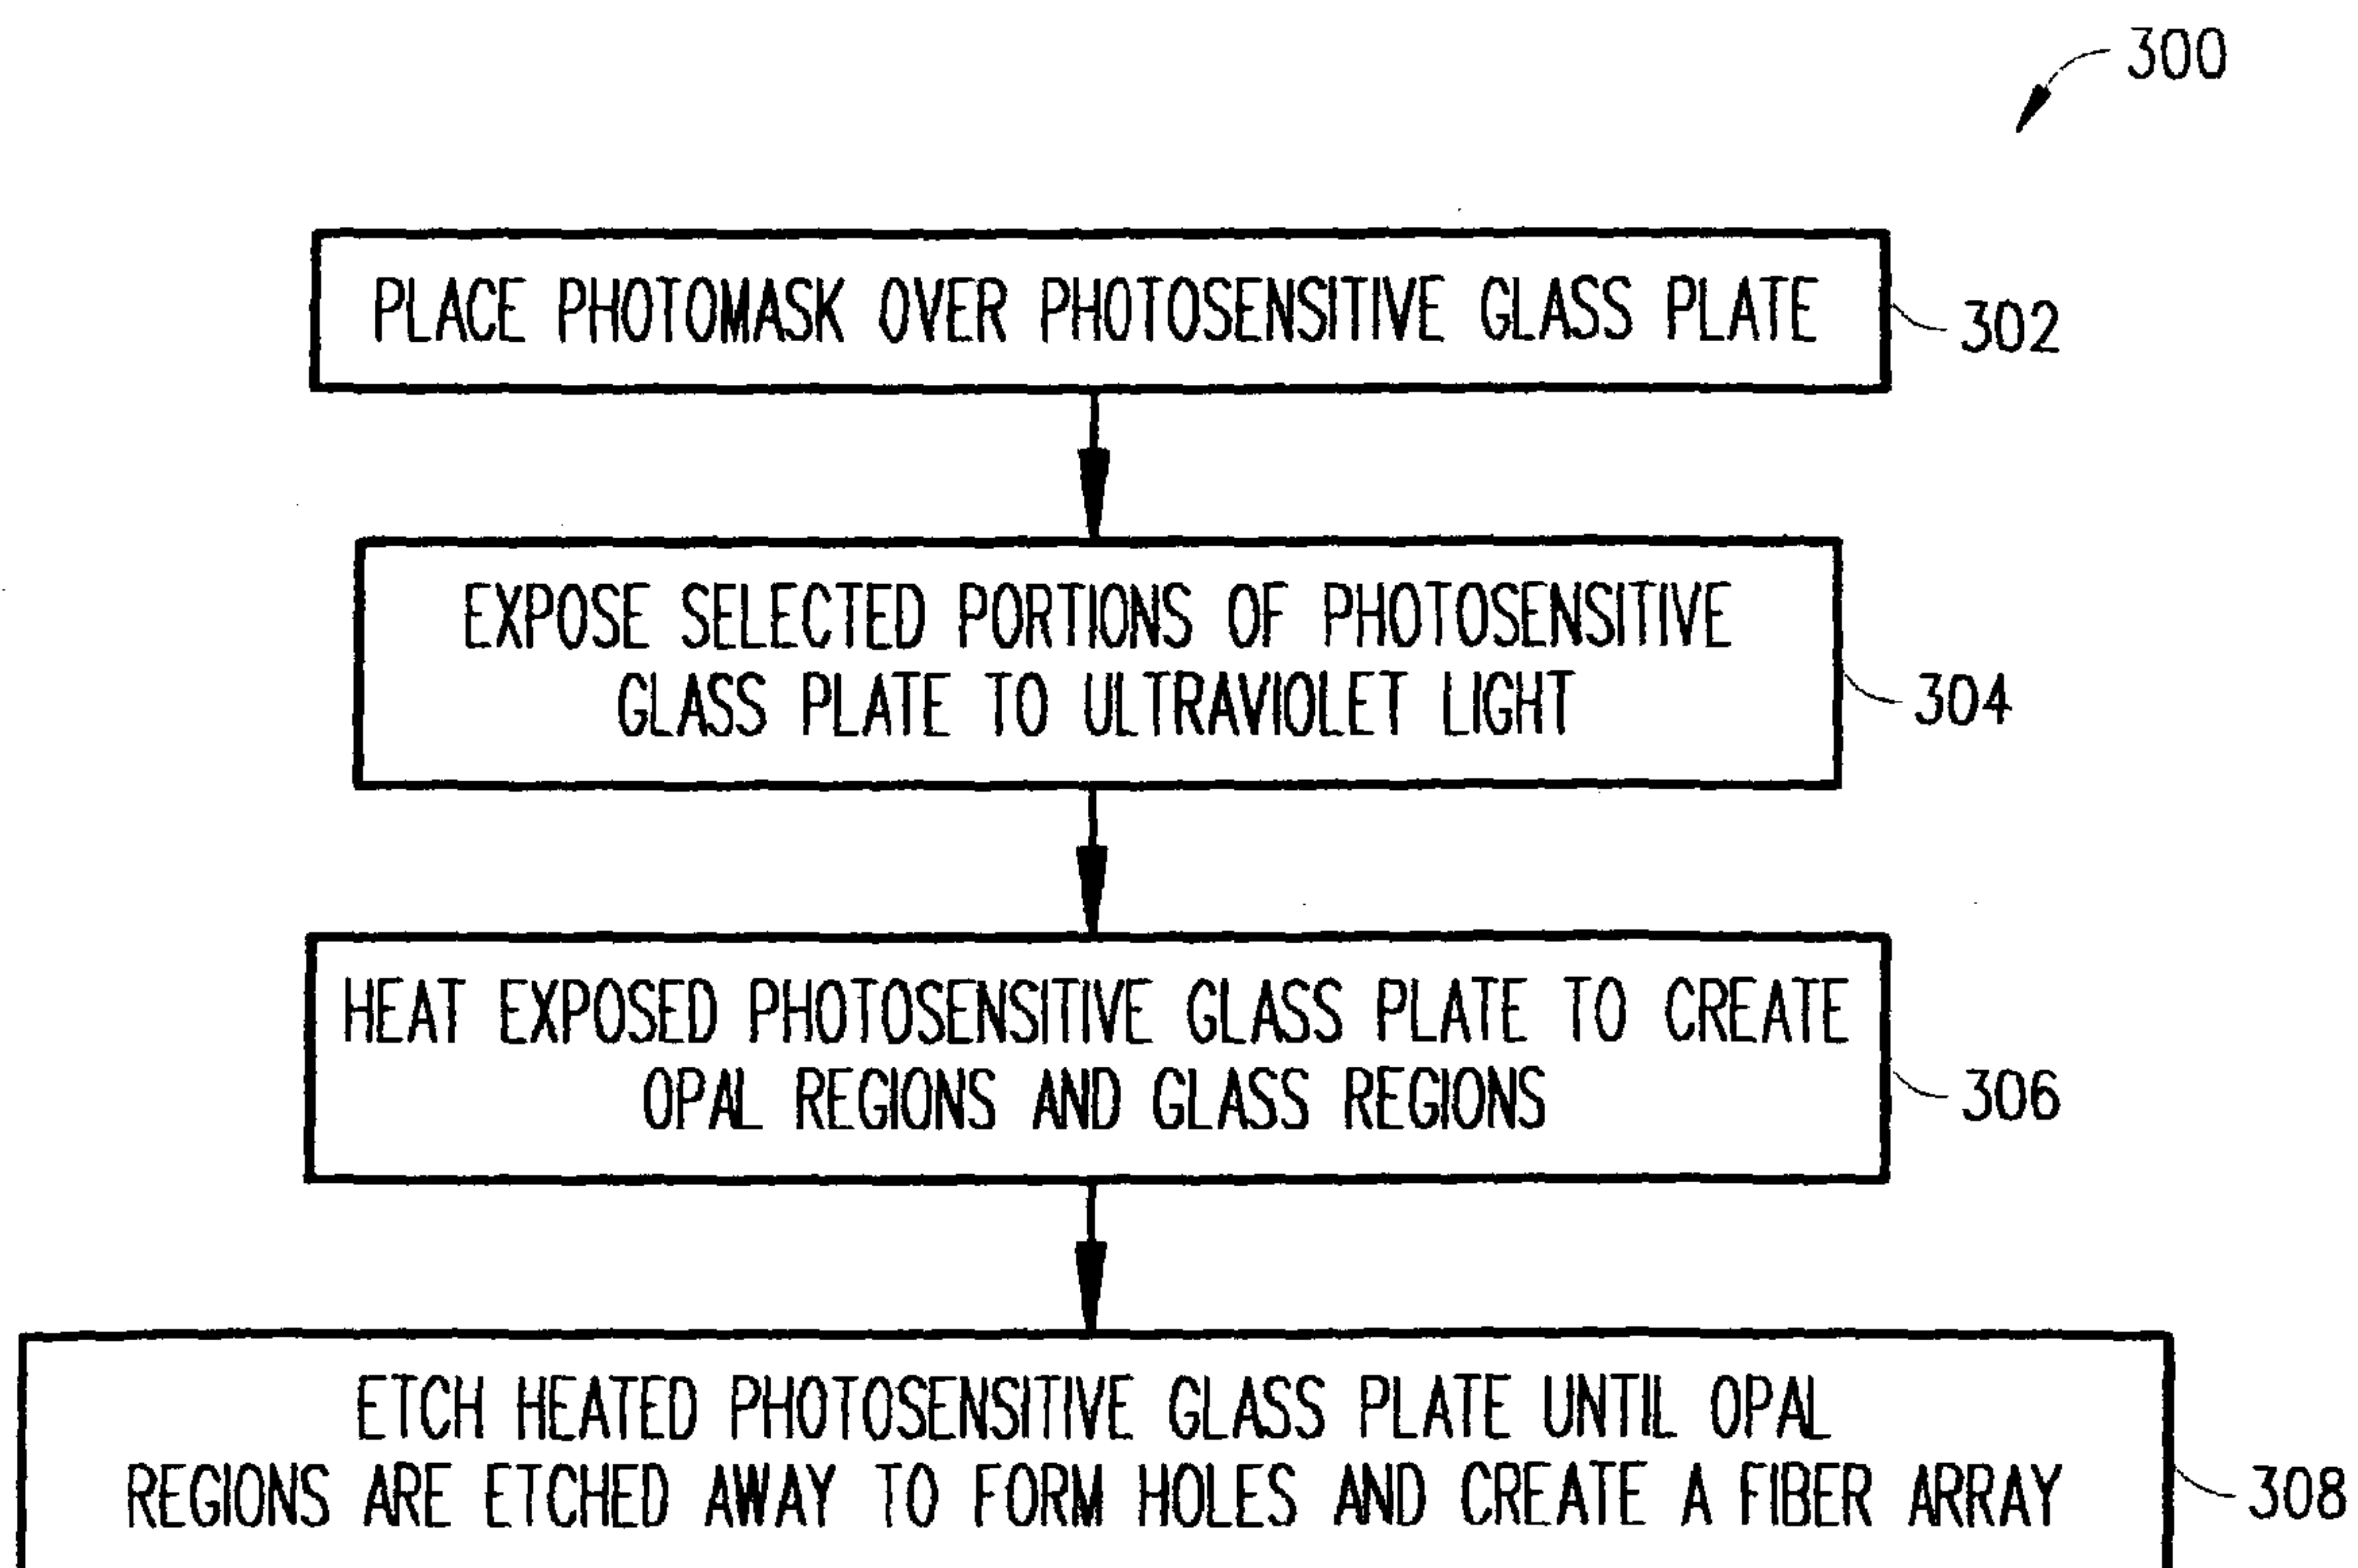 300
PLACE PHOTOMASK OVER PHOTOSENSITIVE GLASS PLATE
302
EXPOSE SELECTED PORTIONS OF PHOTOSENSITIVE
GLASS PLATE TO ULTRAVIOLET LIGHT
304
HEAT EXPOSED PHOTOSENSITIVE GLASS PLATE TO CREATE
OPAL REGIONS AND GLASS REGIONS
306
ETCH HEATED PHOTOSENSITIVE GLASS PLATE UNTIL OPAL
REGIONS ARE ETCHED AWAY TO FORM HOLES AND CREATE A FIBER ARRAY
308